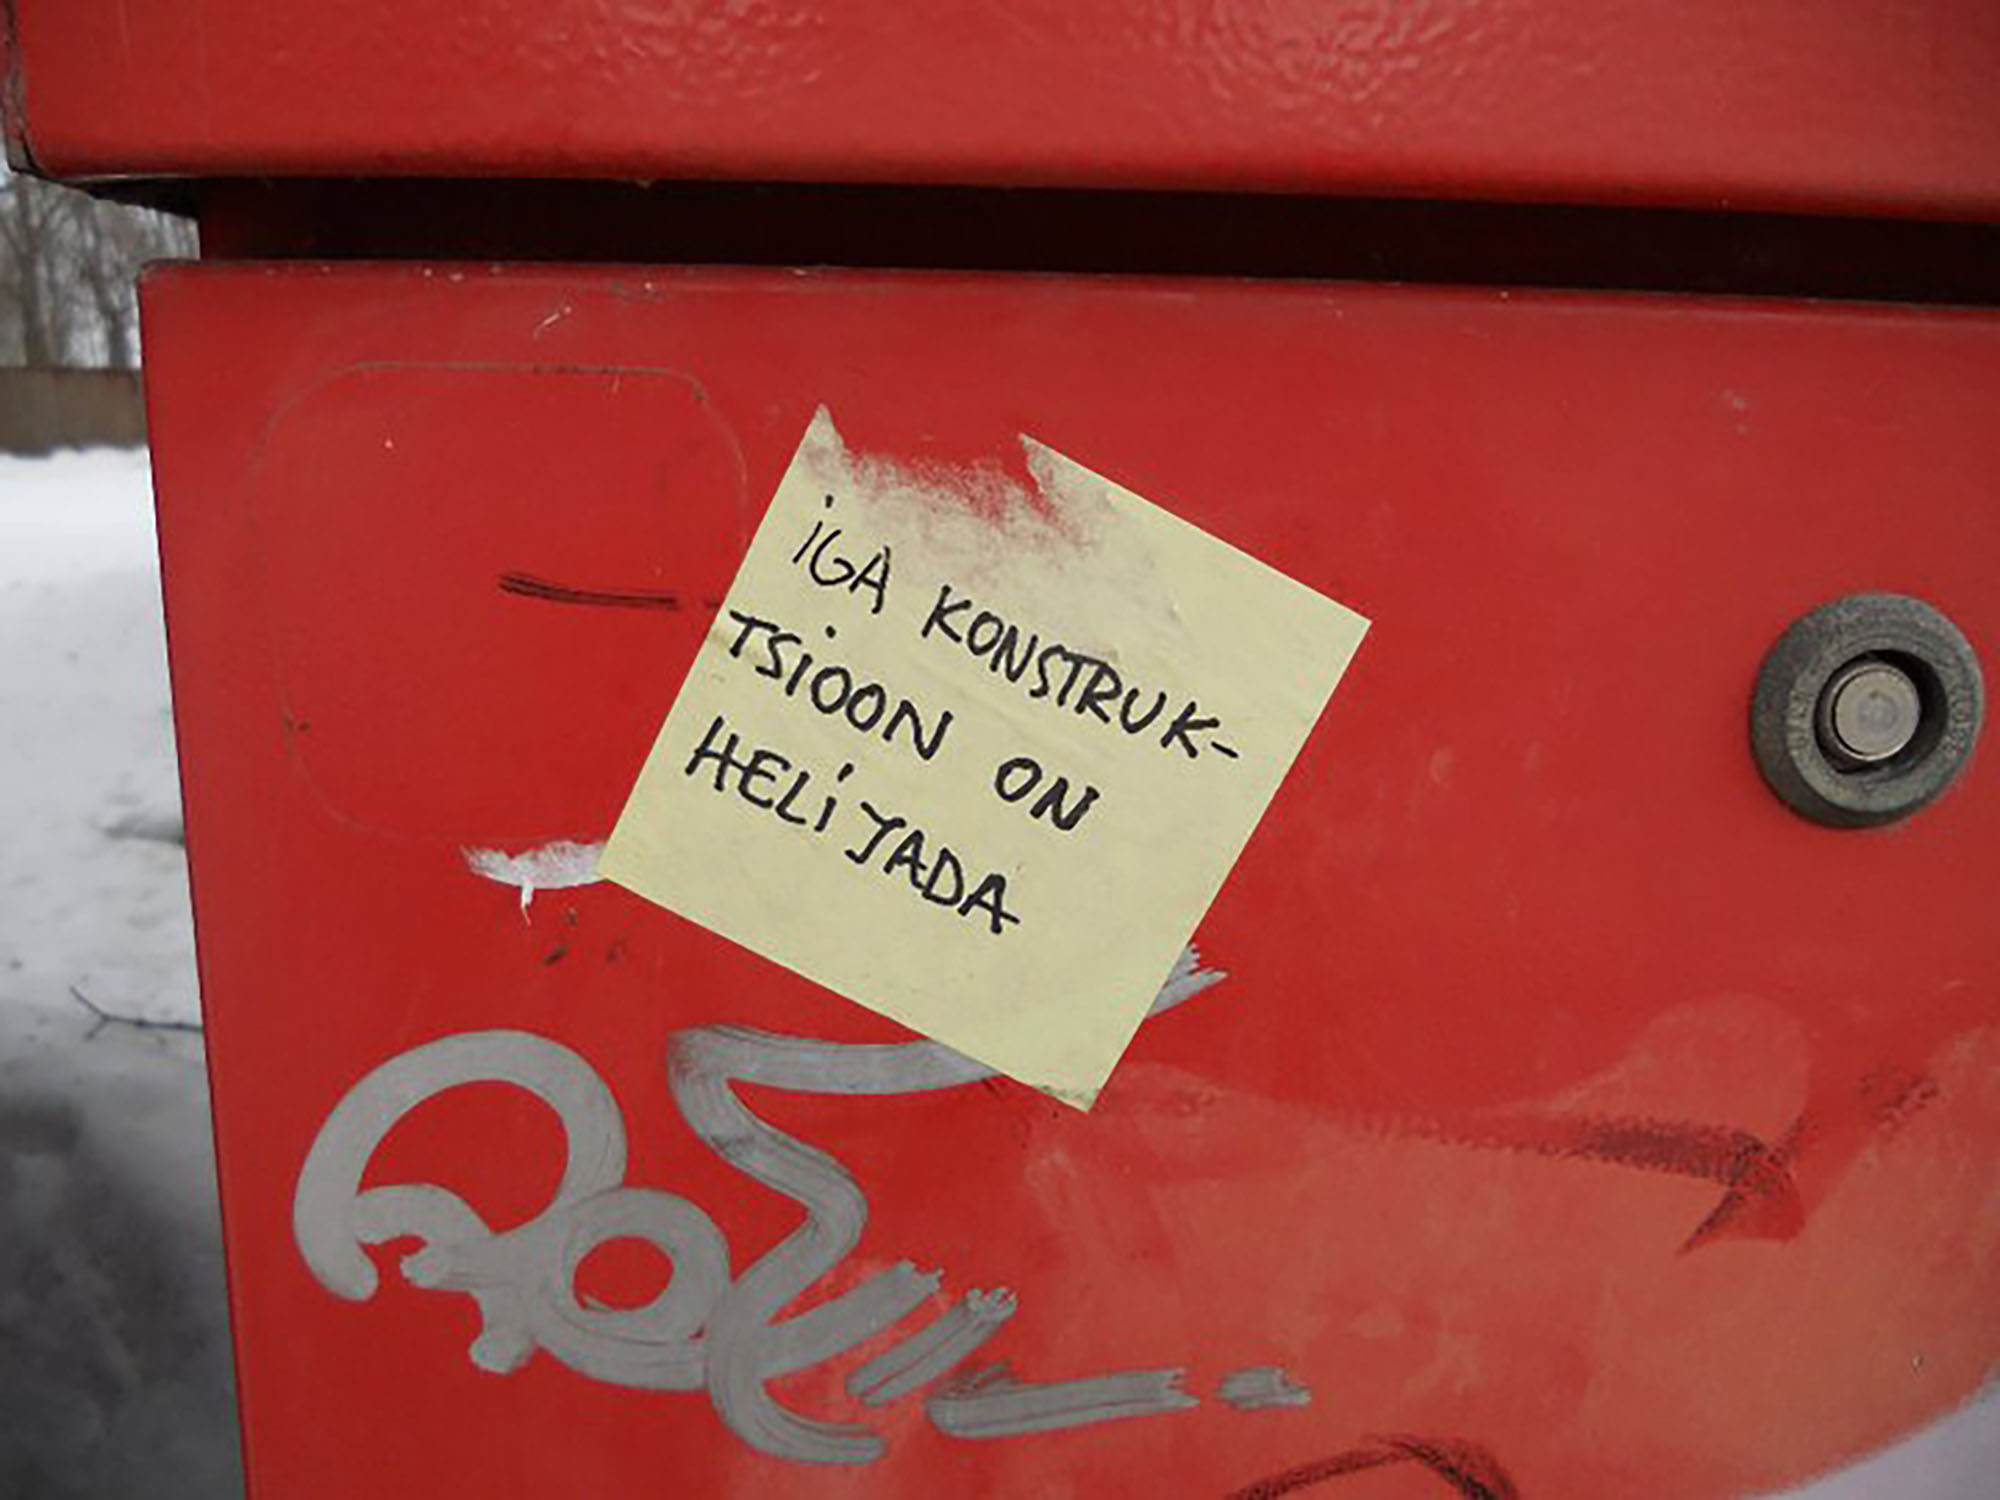 iGA KONSTRUK-
TSiOON ON
HELiJADA